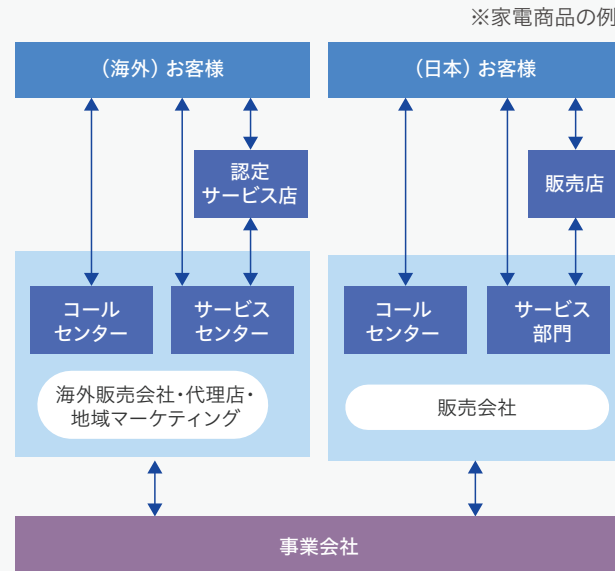 ※家電商品の例
(海外)お客様
(日本)お客様
認定
サービス店
販売店
コール
センター
サービス
センター
コール
センター
サービス
部門
海外販売会社・代理店・
地域マーケティング
販売会社
事業会社